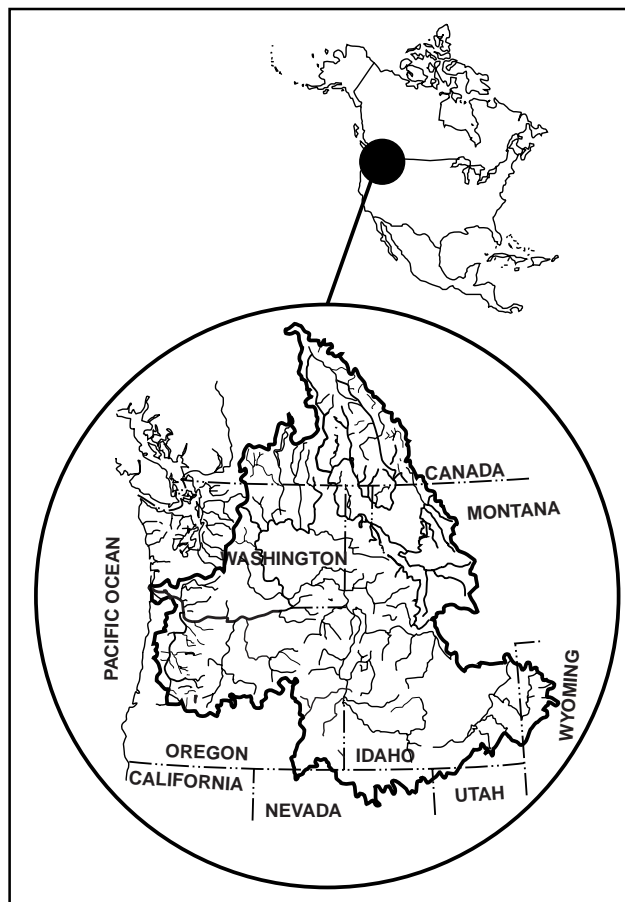 CANADA
MONTANA
WASHINGTON
PACIFIC OCEAN
WYOMING
OREGON
IDAHO
CALIFORNIA
UTAH
NEVADA